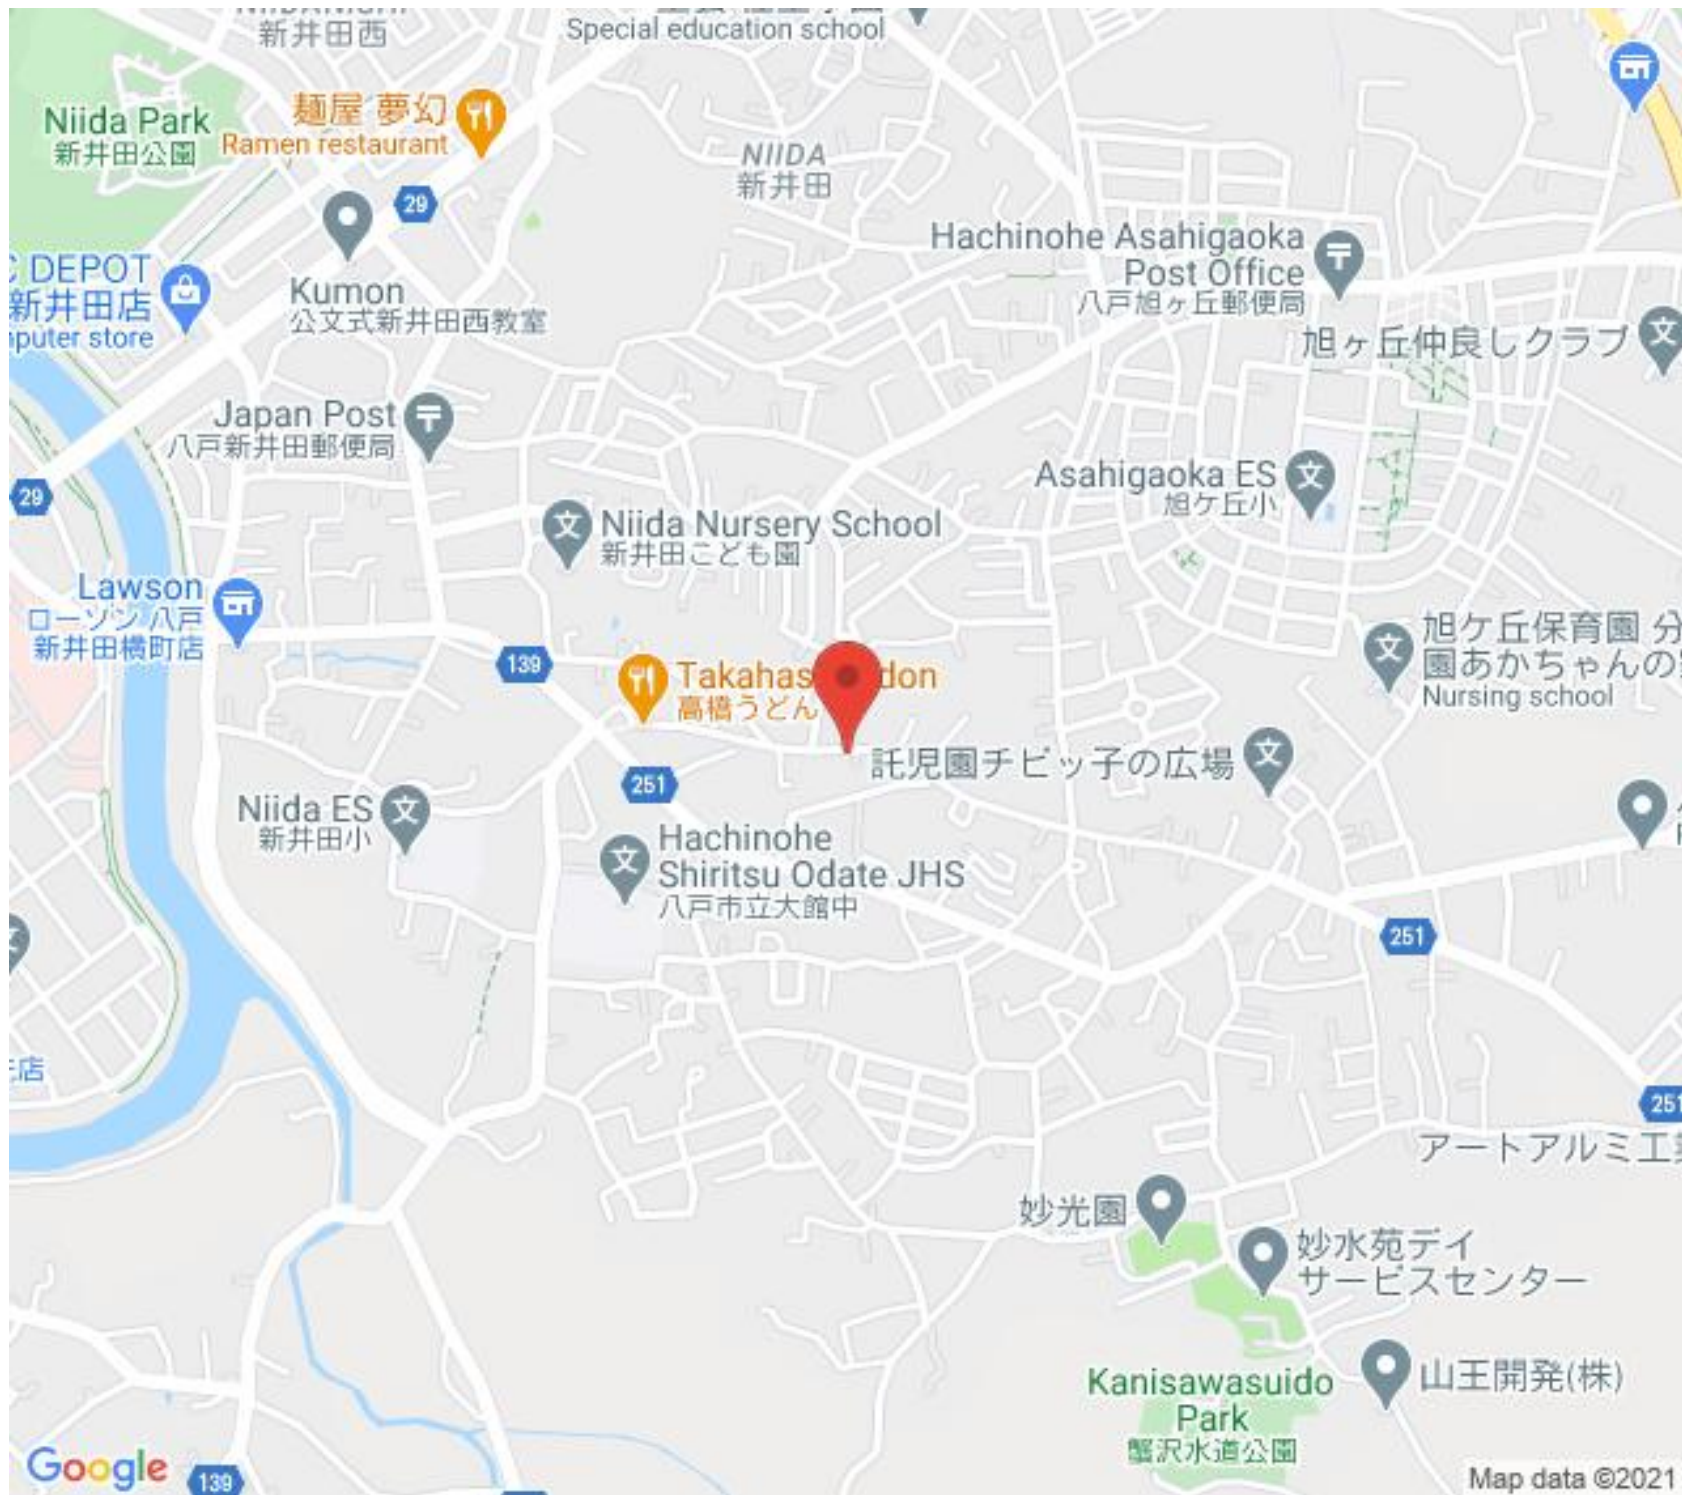 新井田西
Special education school
Niida Park
新井田公園
麺屋 夢幻
Ramen restaurant
NIIDA
新井田
29
Hachinohe Asahigaoka
Post Office
八戸旭ヶ丘郵便局
DEPOT
新井田店
Kumon
公文式新井田西教室
旭ヶ丘仲良しクラブ
Japan Post
八戸新井田郵便局
29
Asahigaoka ES
旭ケ丘小
Niida Nursery School
新井田こども園
Lawson
ローソン 八戸
新井田横町店
139
旭ケ丘保育園 分
園あかちゃんの
Nursing school
高橋うどん
託児園チビッ子の広場
251
Niida ES
新井田小
Hachinohe
Shiritsu Odate JHS
八戸市立大館中
251
店
251
アートアルミ工
妙光園
妙水苑デイ
サービスセンター
Kanisawasuido
Park
蟹沢水道公園
山王開発(株)
Google
139
Map data ©2021